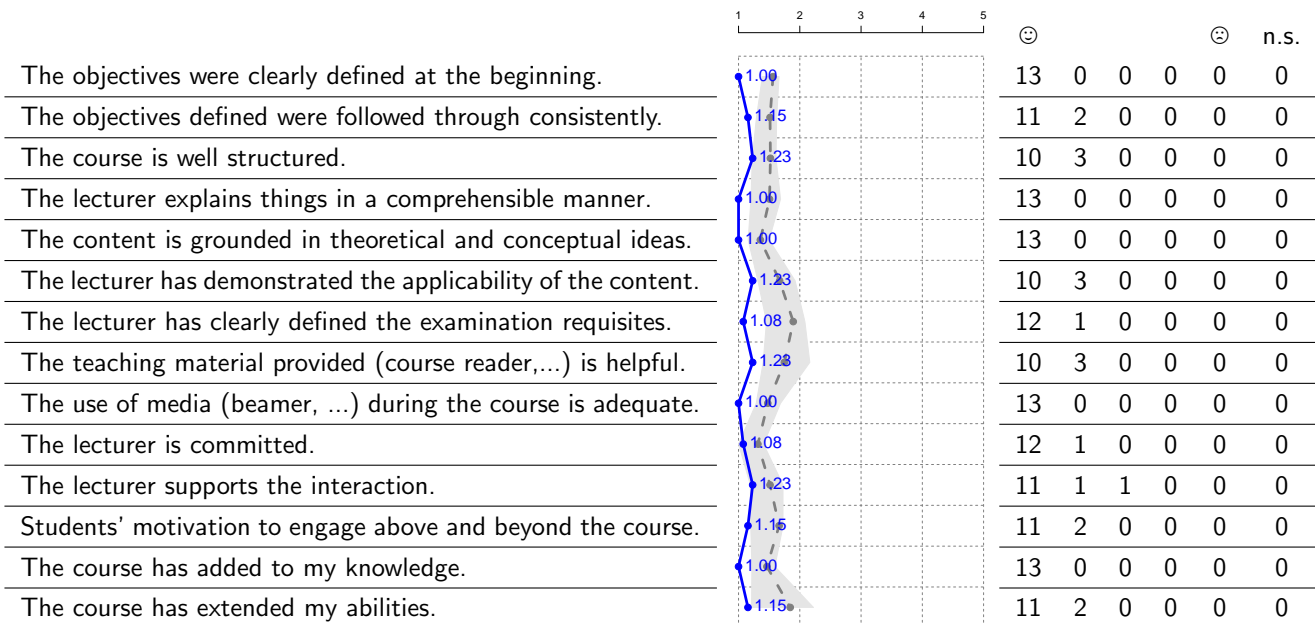 1 2 3 4 5
☺ ☹ n.s.
The objectives were clearly defined at the beginning. 1.00 13 0 0 0 0 0
The objectives defined were followed through consistently. 1.15 11 2 0 0 0 0
The course is well structured. 1.23 10 3 0 0 0 0
The lecturer explains things in a comprehensible manner. 1.00 13 0 0 0 0 0
The content is grounded in theoretical and conceptual ideas. 1.00 13 0 0 0 0 0
The lecturer has demonstrated the applicability of the content. 1.23 10 3 0 0 0 0
The lecturer has clearly defined the examination requisites. 1.08 12 1 0 0 0 0
The teaching material provided (course reader,...) is helpful. 1.23 10 3 0 0 0 0
The use of media (beamer, ...) during the course is adequate. 1.00 13 0 0 0 0 0
The lecturer is committed. 1.08 12 1 0 0 0 0
The lecturer supports the interaction. 1.23 11 1 1 0 0 0
Students' motivation to engage above and beyond the course. 1.15 11 2 0 0 0 0
The course has added to my knowledge. 1.00 13 0 0 0 0 0
The course has extended my abilities. 1.15 11 2 0 0 0 0